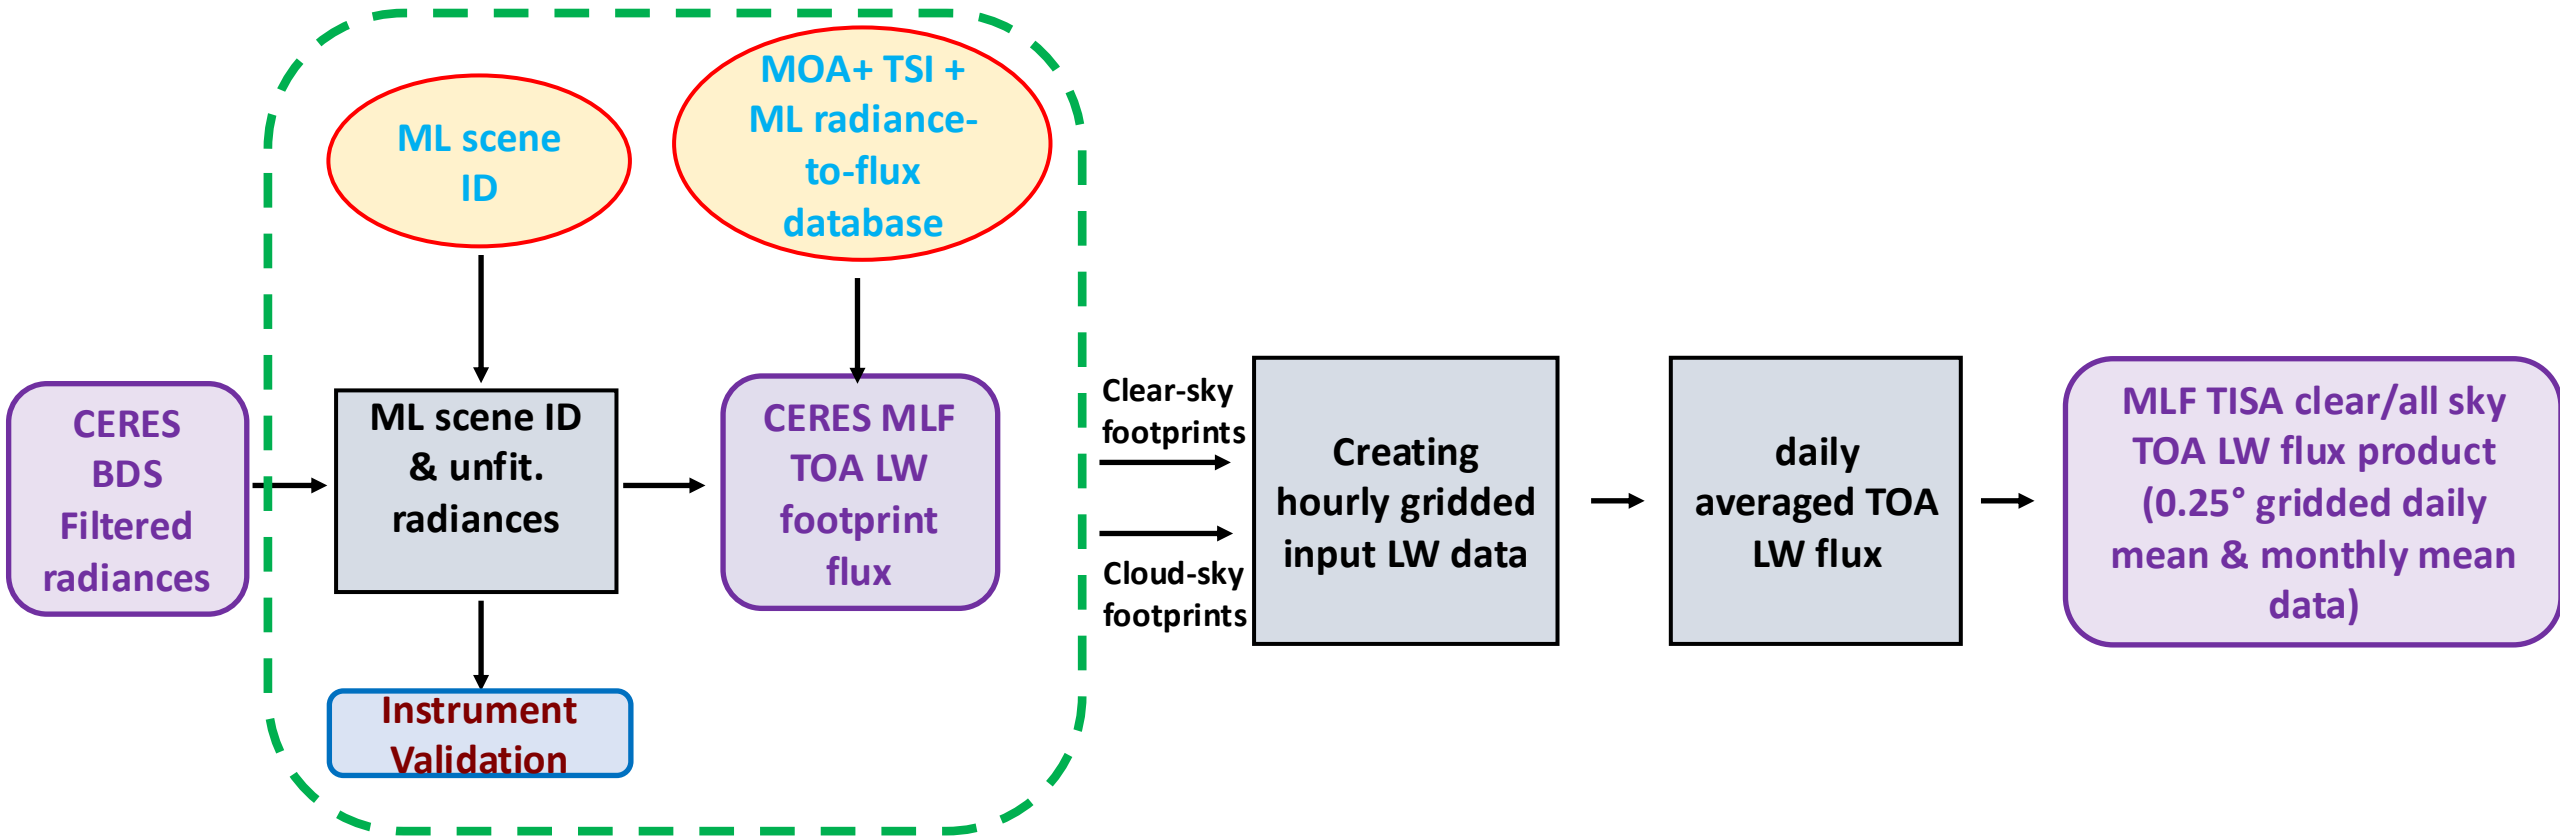 CERES
BDS
Filtered
radiances
ML scene
ID
MOA+ TSI +
ML radiance-
to-flux
database
ML scene ID
& unfit.
radiances
CERES MLF
TOA LW
footprint
flux
Instrument
Validation
Clear-sky
footprints
Cloud-sky
footprints
Creating
hourly gridded
input LW data
daily
averaged TOA
LW flux
MLF TISA clear/all sky
TOA LW flux product
(0.25° gridded daily
mean & monthly mean
data)